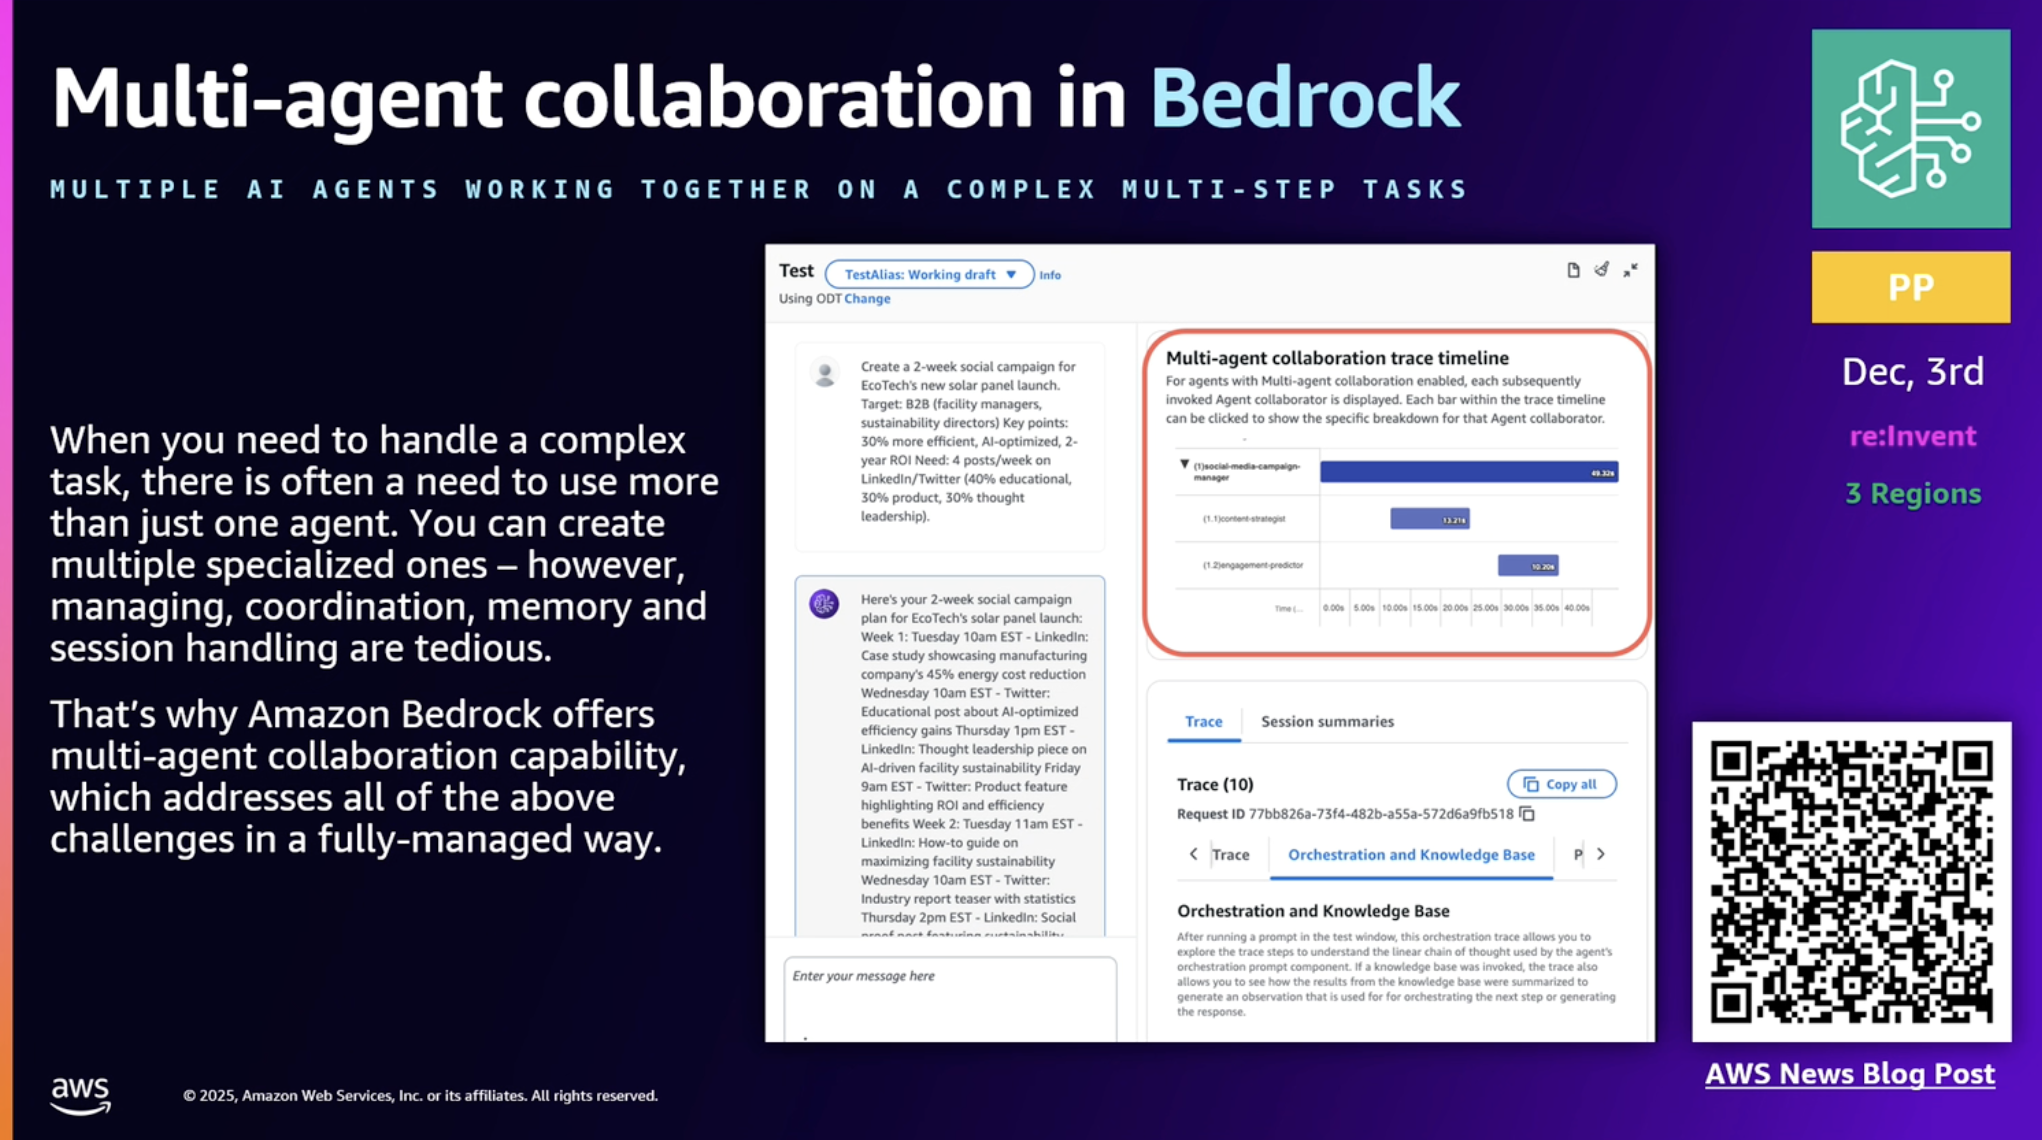 Multi-agent collaboration in Bedrock
MULTIPLE AI AGENTS WORKING TOGETHER ON A COMPLEX MULTI-STEP TASKS
When you need to handle a complex
task, there is often a need to use more
than just one agent. You can create
multiple specialized ones – however,
managing, coordination, memory and
session handling are tedious.
That's why Amazon Bedrock offers
multi-agent collaboration capability,
which addresses all of the above
challenges in a fully-managed way.
Test TestAlias: Working draft Info
Using ODT Change
Create a 2-week social campaign for
EcoTech's new solar panel launch.
Target: B2B (facility managers,
sustainability directors) Key points:
30% more efficient, AI-optimized, 2-
year ROI Need: 4 posts/week on
LinkedIn/Twitter (40% educational,
30% product, 30% thought
leadership).
Here's your 2-week social campaign
plan for EcoTech's solar panel launch:
Week 1: Tuesday 10am EST - LinkedIn:
Case study showcasing manufacturing
company's 45% energy cost reduction
Wednesday 10am EST - Twitter:
Educational post about AI-optimized
efficiency gains Thursday 1pm EST -
LinkedIn: Thought leadership piece on
AI-driven facility sustainability Friday
9am EST - Twitter: Product feature
highlighting ROI and efficiency
benefits Week 2: Tuesday 11am EST -
LinkedIn: How-to guide on
maximizing facility sustainability
Wednesday 10am EST - Twitter:
Industry report teaser with statistics
Thursday 2pm EST - LinkedIn: Social
proof post featuring sustainability
Enter your message here
Multi-agent collaboration trace timeline
For agents with Multi-agent collaboration enabled, each subsequently
invoked Agent collaborator is displayed. Each bar within the trace timeline
can be clicked to show the specific breakdown for that Agent collaborator.
(1)social-media-campaign-
manager
49.32s
(1.1)content-strategist
13.21s
(1.2)engagement-predictor
10.20s
Time (...
0.00s 5.00s 10.00s 15.00s 20.00s 25.00s 30.00s 35.00s 40.00s
Trace Session summaries
Trace (10) Copy all
Request ID 77bb826a-73f4-482b-a55a-572d6a9fb518
Trace Orchestration and Knowledge Base P
Orchestration and Knowledge Base
After running a prompt in the test window, this orchestration trace allows you to
explore the trace steps to understand the linear chain of thought used by the agent's
orchestration prompt component. If a knowledge base was invoked, the trace also
allows you to see how the results from the knowledge base were summarized to
generate an observation that is used for for orchestrating the next step or generating
the response.
PP
Dec, 3rd
re:Invent
3 Regions
AWS News Blog Post
aws
© 2025, Amazon Web Services, Inc. or its affiliates. All rights reserved.